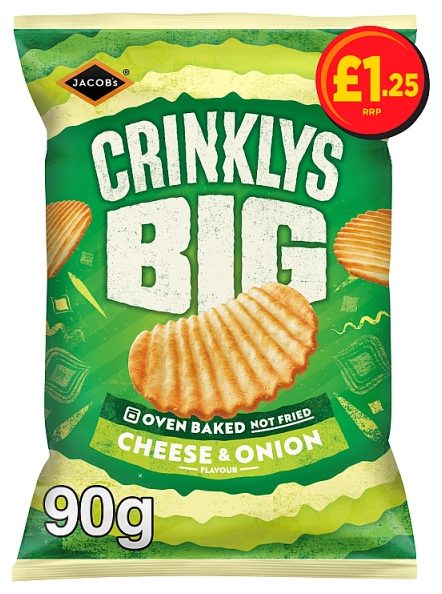 JACOB's®
£1.25
RRP
CRINKLYS
BIG
OVEN BAKED NOT FRIED
CHEESE & ONION
FLAVOUR
90g